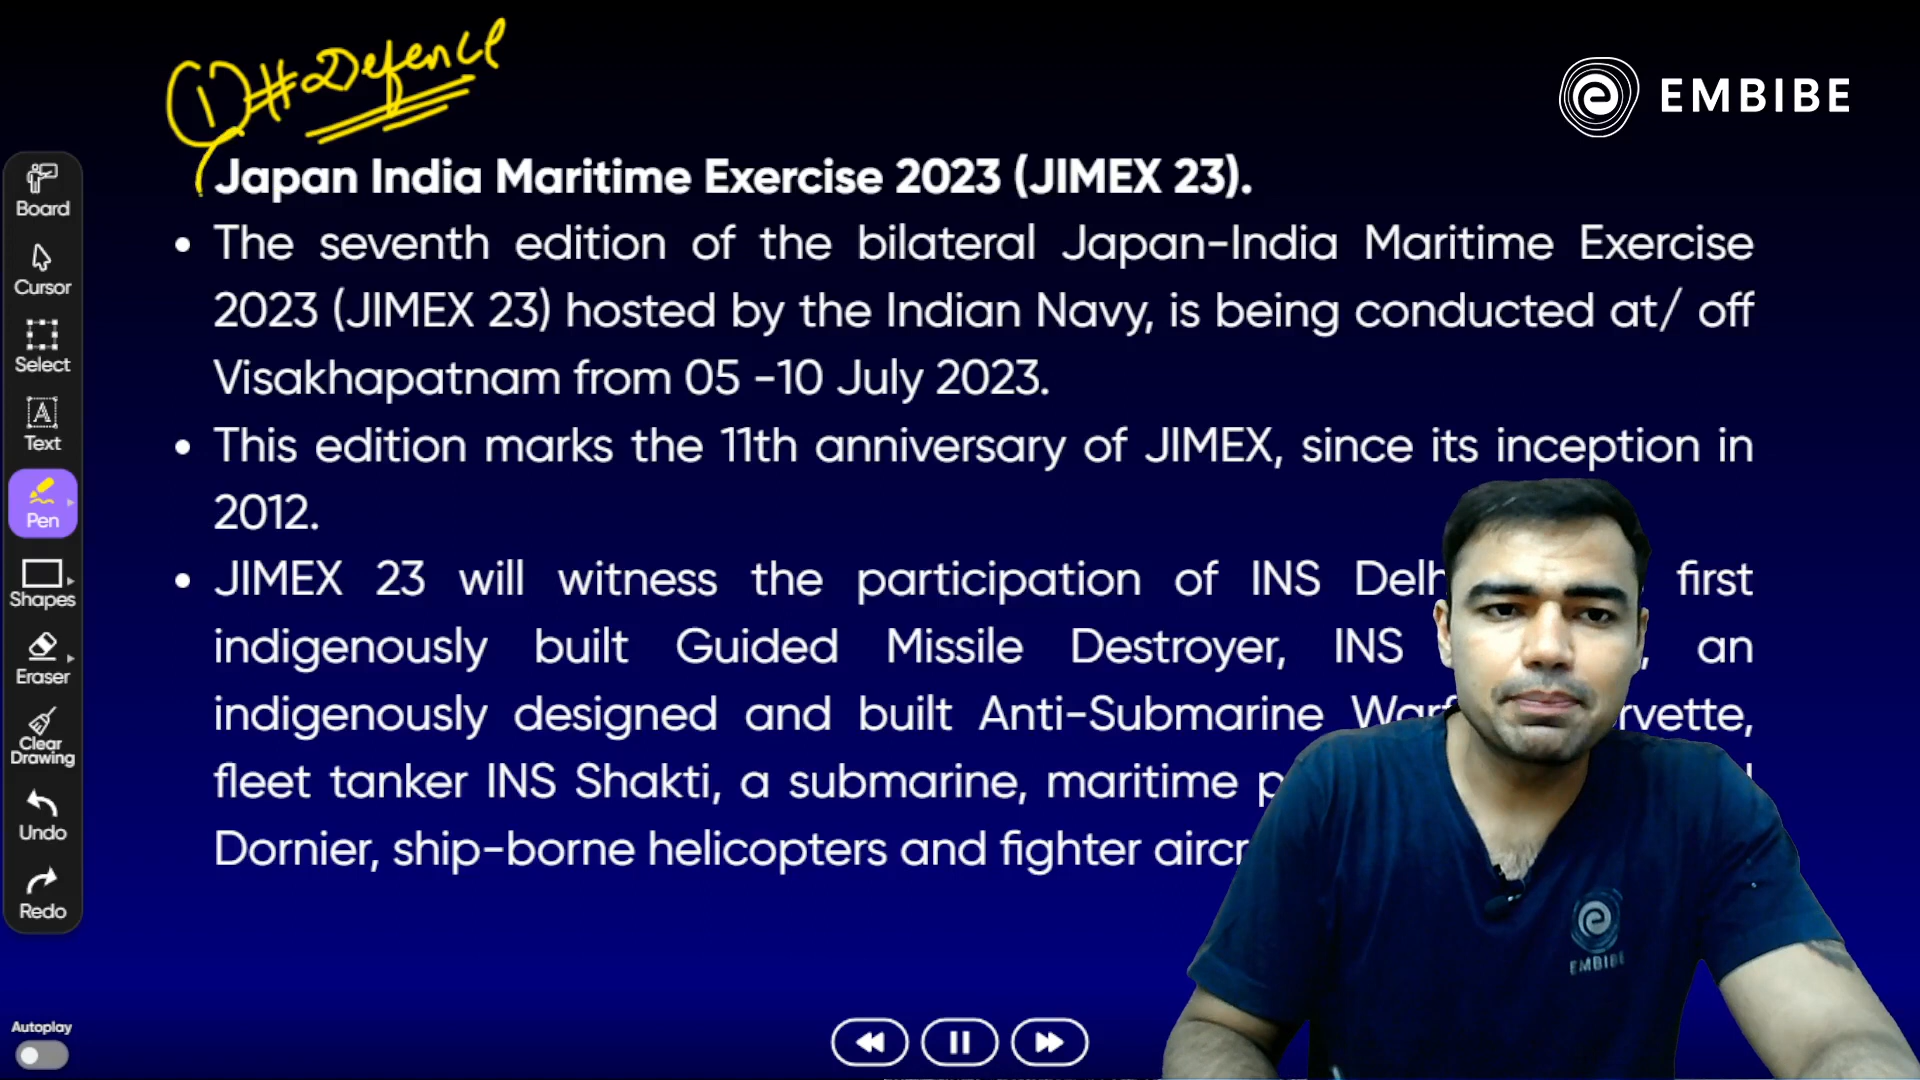 ① #Defence
EMBIBE
Japan India Maritime Exercise 2023 (JIMEX 23).
• The seventh edition of the bilateral Japan-India Maritime Exercise
2023 (JIMEX 23) hosted by the Indian Navy, is being conducted at/ off
Visakhapatnam from 05 -10 July 2023.
• This edition marks the 11th anniversary of JIMEX, since its inception in
2012.
• JIMEX 23 will witness the participation of INS first
indigenously built Guided Missile Destroyer, INS , an
indigenously designed and built Anti-Submarine
fleet tanker INS Shakti, a submarine, maritime
Dornier, ship-borne helicopters and fighter
Board
Cursor
Select
A
Text
Pen
Shapes
Eraser
Clear
Drawing
Undo
Redo
Autoplay
EMBIBE